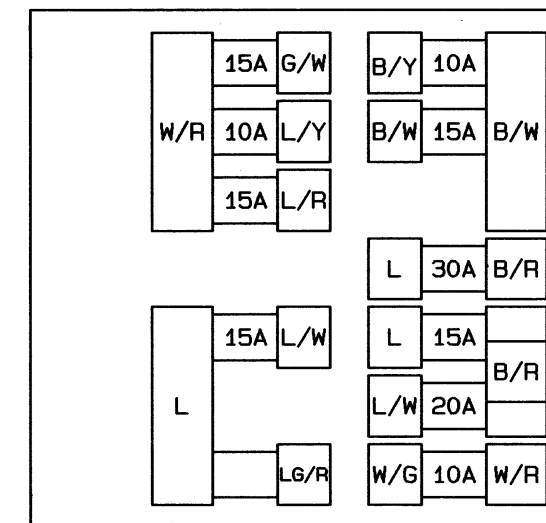 15A G/W B/Y 10A
W/R 10A L/Y B/W 15A B/W
15A L/R
L 30A B/R
15A L/W L 15A
B/R
L L/W 20A
LG/R W/G 10A W/R